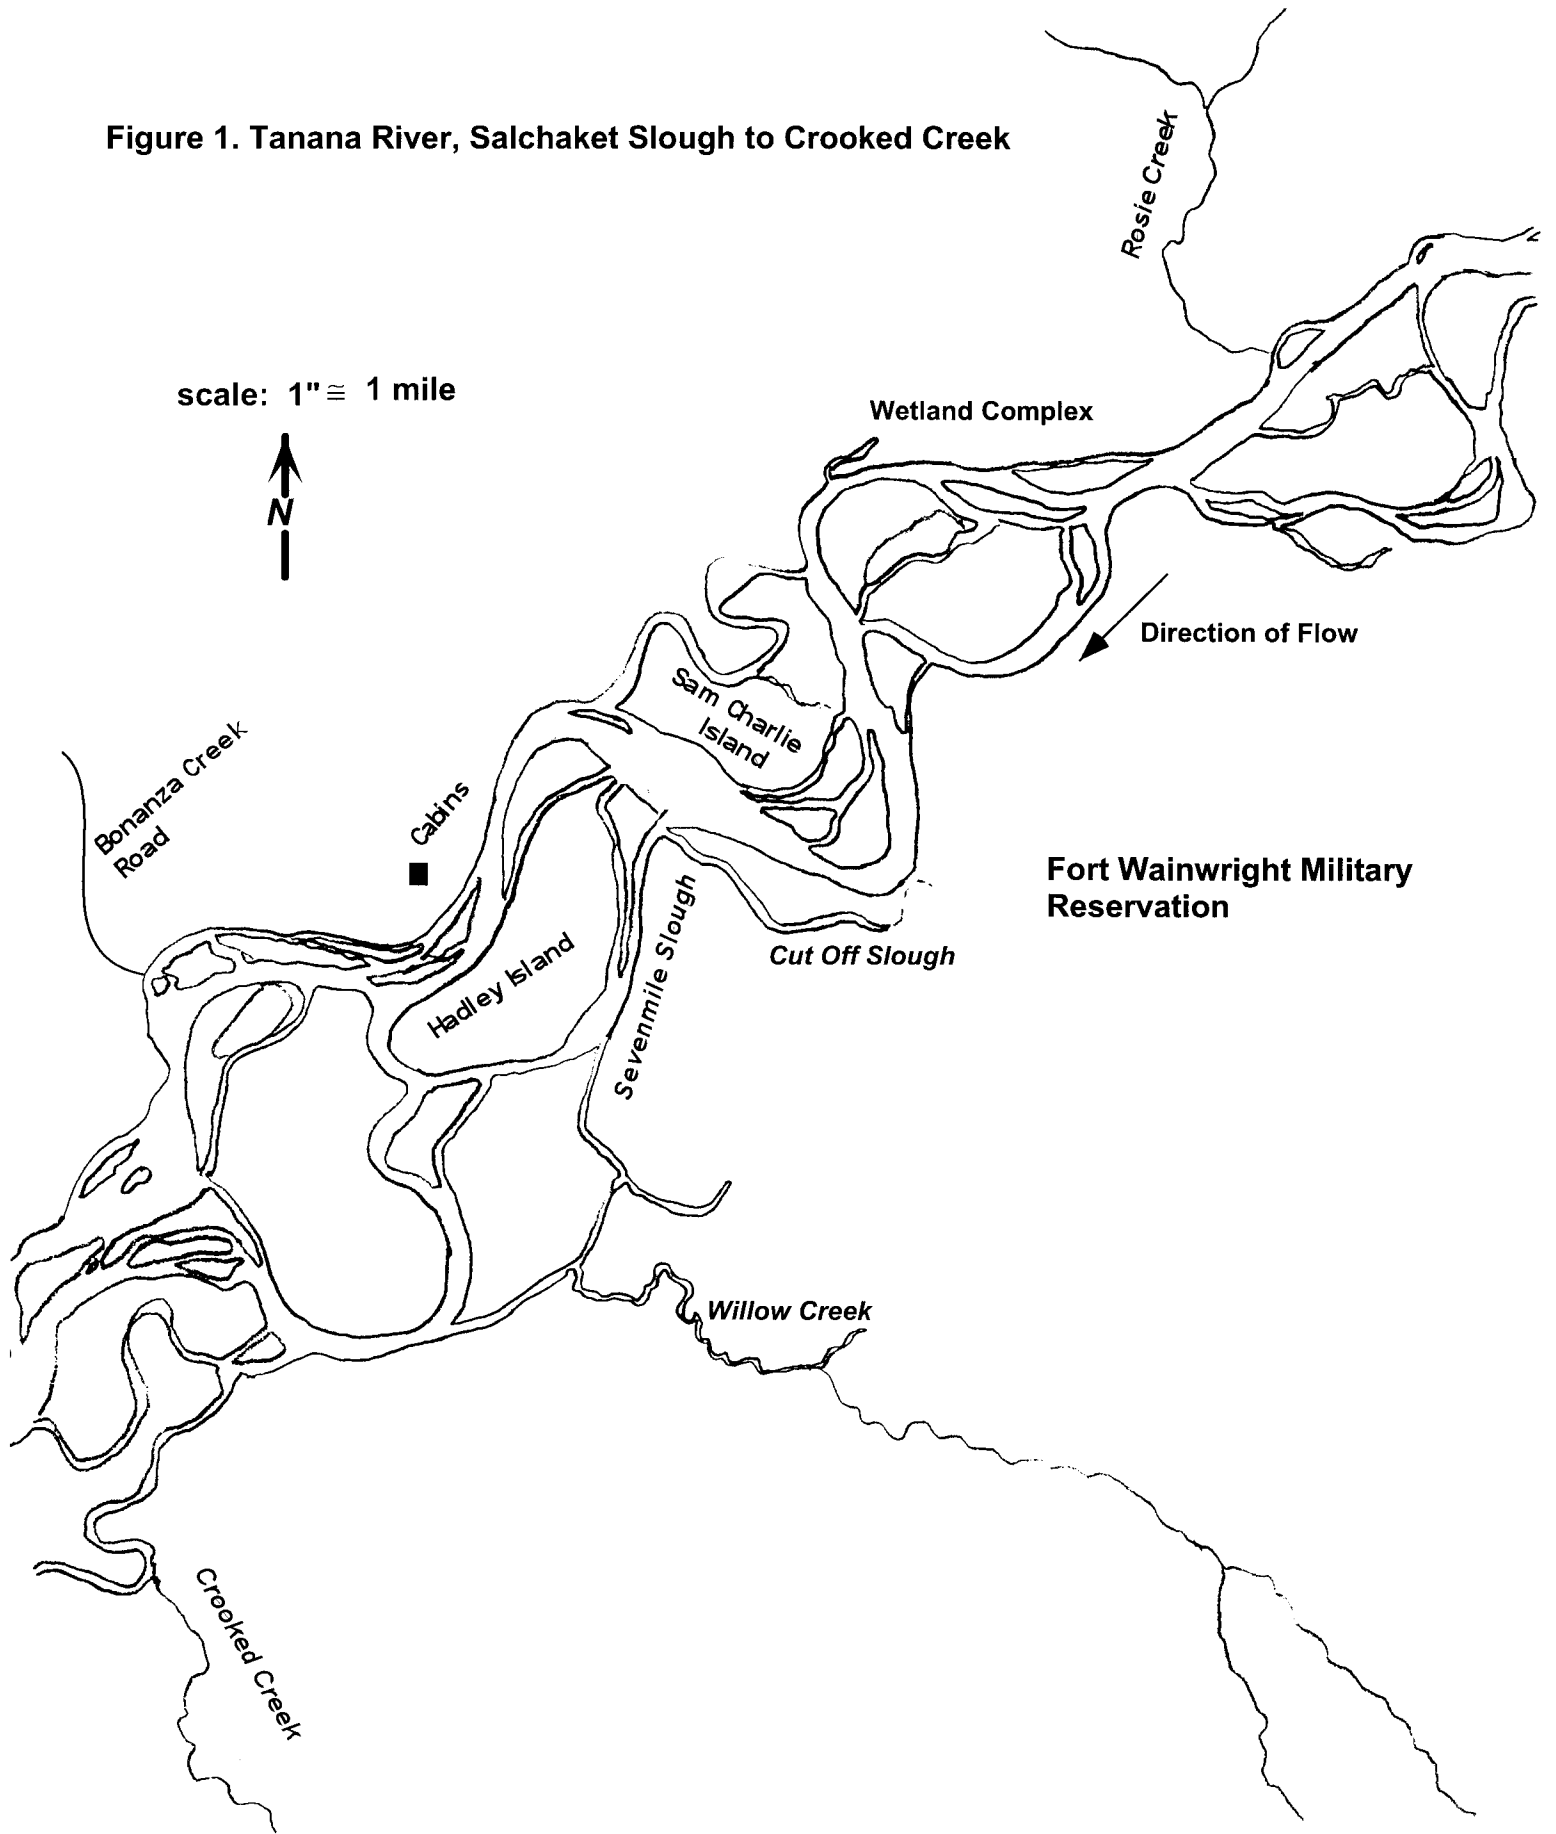 Figure 1. Tanana River, Salchaket Slough to Crooked Creek
Rosie Creek
scale: 1" ≅ 1 mile
Wetland Complex
N
Direction of Flow
Sam Charlie
Island
Bonanza Creek
Road
Cabins
Fort Wainwright Military
Reservation
Cut Off Slough
Hadley Island
Sevenmile Slough
Willow Creek
Crooked Creek